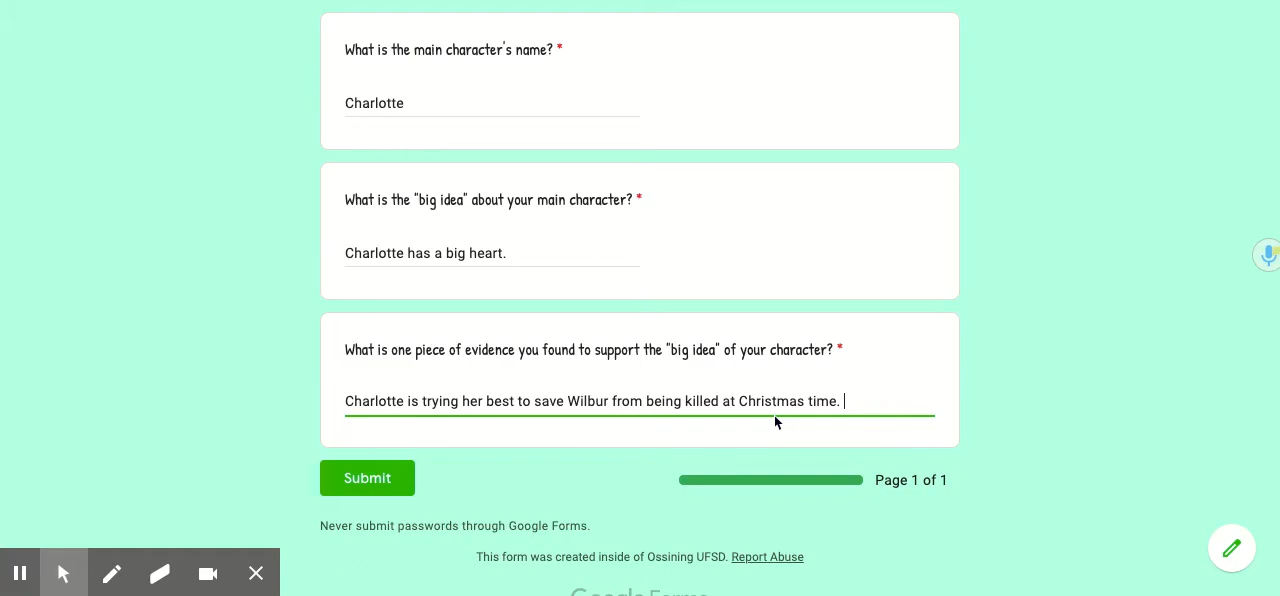 What is the main character's name? *
Charlotte
What is the "big idea" about your main character? *
Charlotte has a big heart.
What is one piece of evidence you found to support the "big idea" of your character? *
Charlotte is trying her best to save Wilbur from being killed at Christmas time.
Submit
Page 1 of 1
Never submit passwords through Google Forms.
This form was created inside of Ossining UFSD. Report Abuse
Google Forms